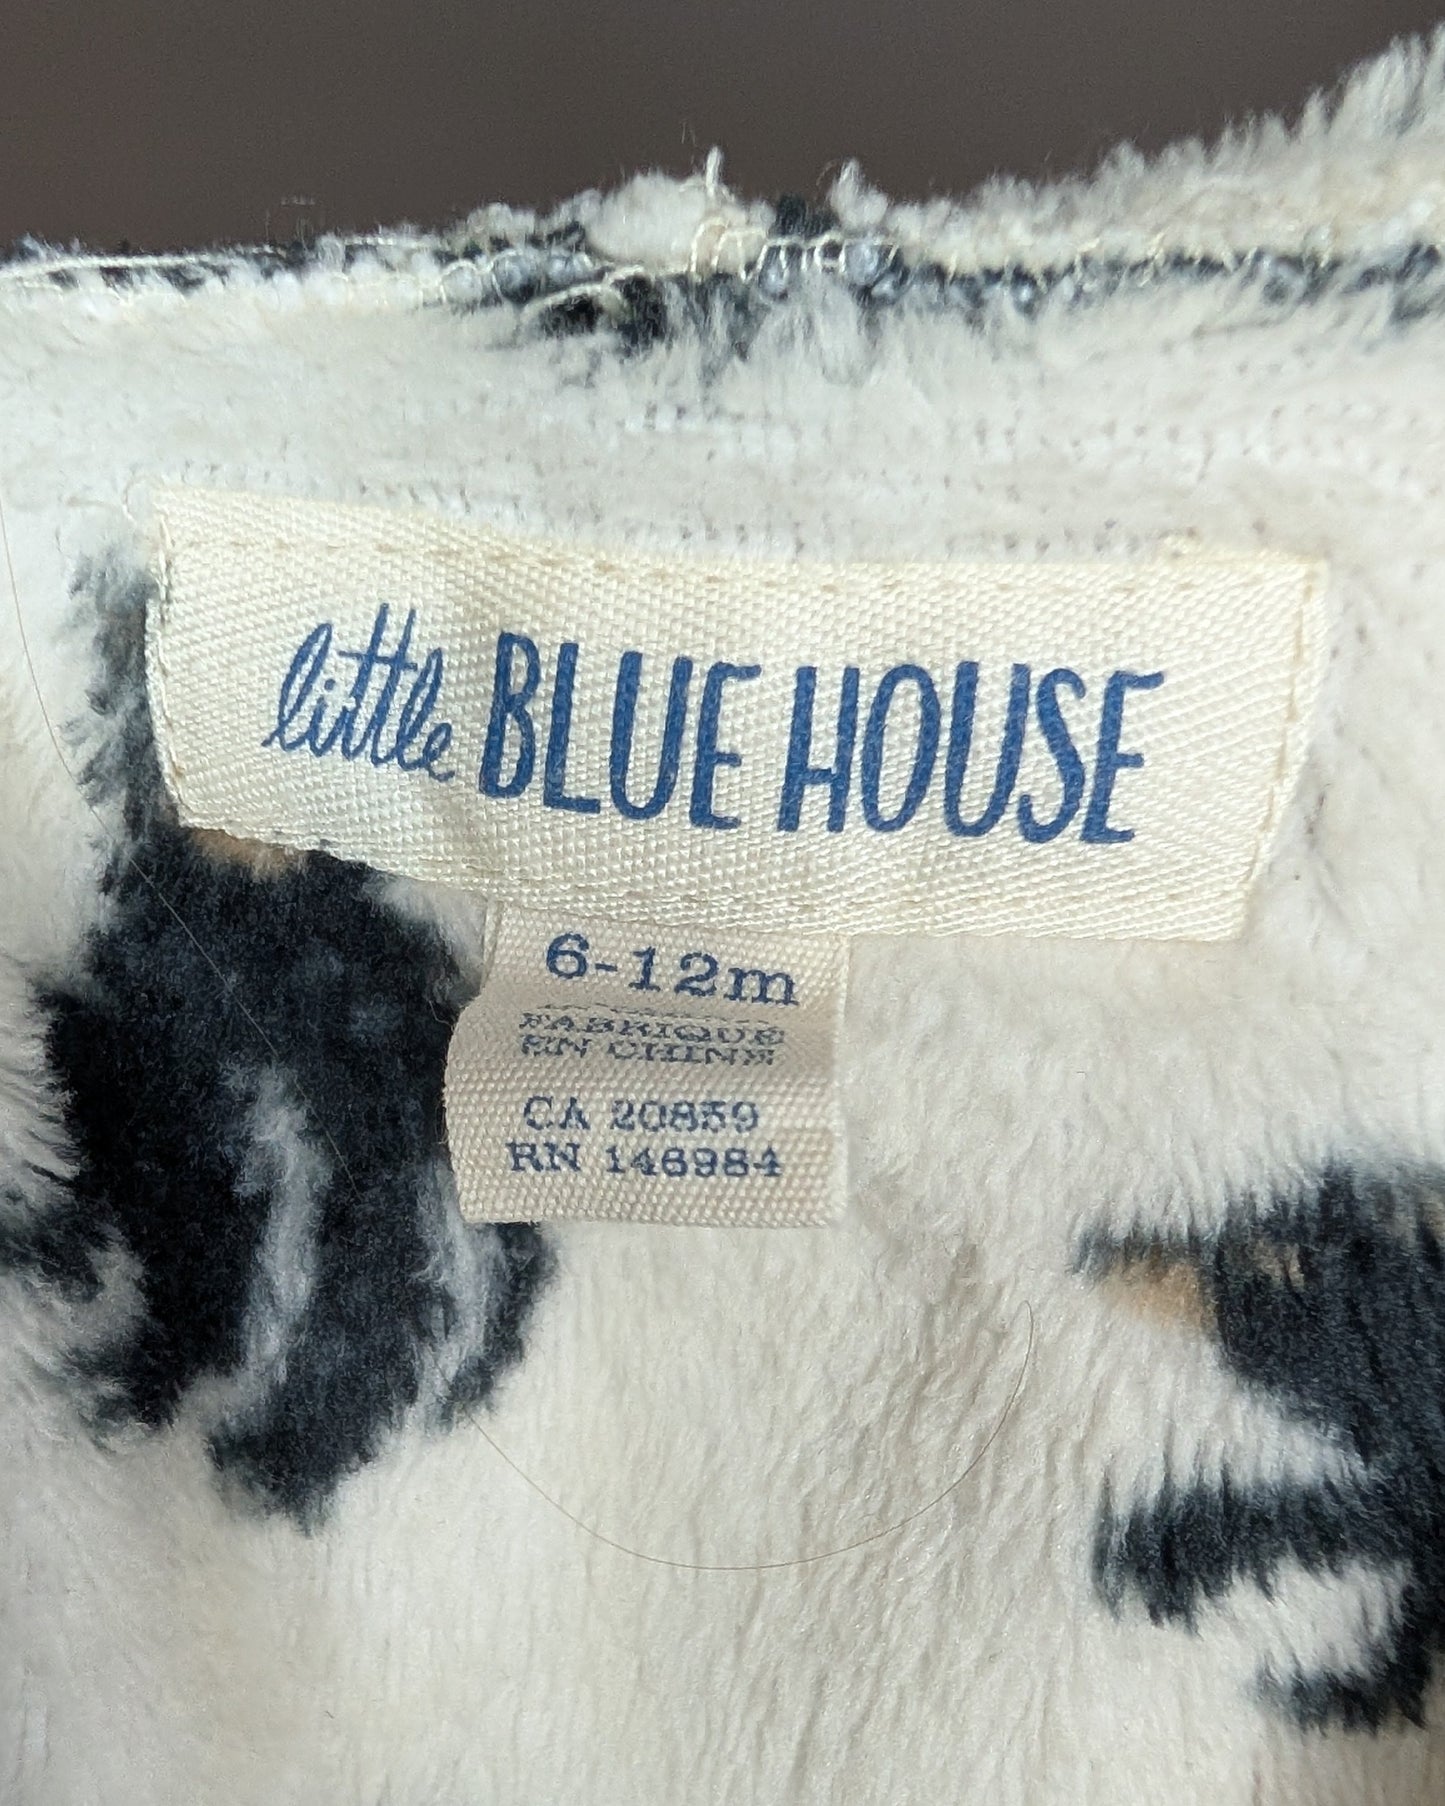 little BLUE HOUSE
6-12m
FABRIQUE
EN CHINE
CA 20859
RN 146984